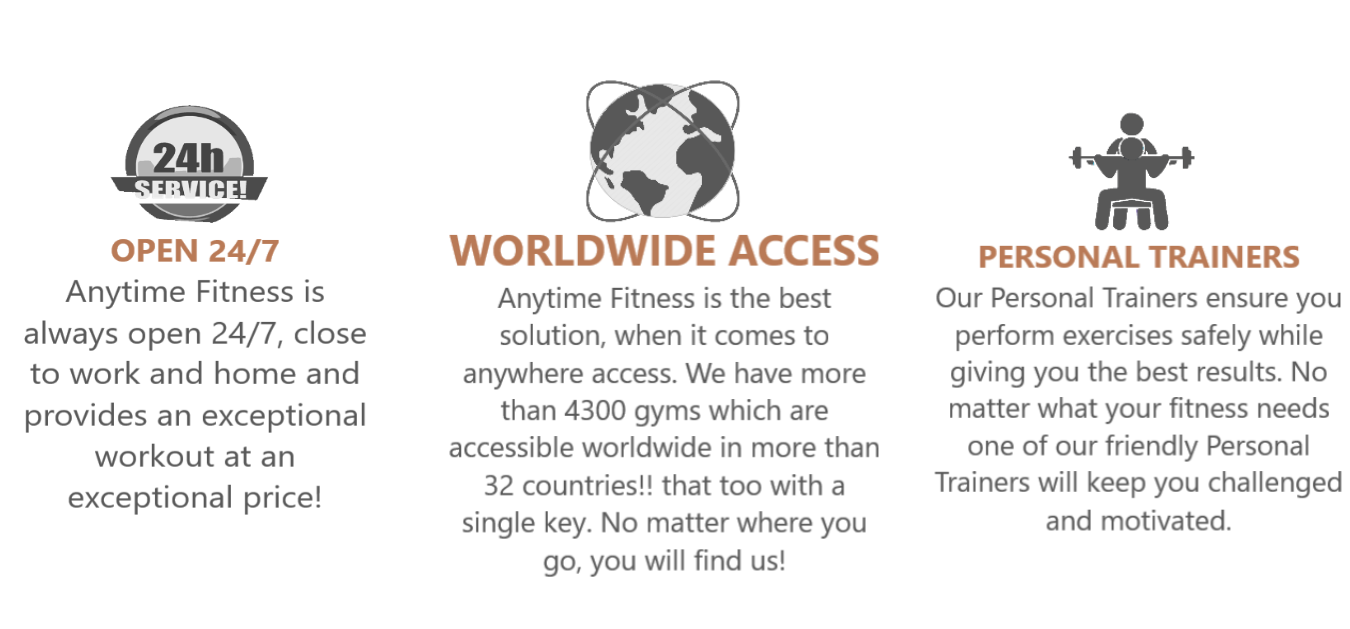 24h
SERVICE!
OPEN 24/7
Anytime Fitness is
always open 24/7, close
to work and home and
provides an exceptional
workout at an
exceptional price!
WORLDWIDE ACCESS
Anytime Fitness is the best
solution, when it comes to
anywhere access. We have more
than 4300 gyms which are
accessible worldwide in more than
32 countries!! that too with a
single key. No matter where you
go, you will find us!
PERSONAL TRAINERS
Our Personal Trainers ensure you
perform exercises safely while
giving you the best results. No
matter what your fitness needs
one of our friendly Personal
Trainers will keep you challenged
and motivated.